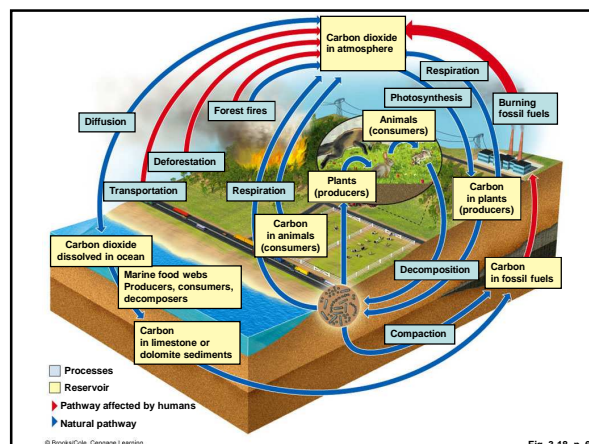 Carbon dioxide
in atmosphere
Respiration
Photosynthesis
Burning
fossil fuels
Forest fires
Animals
(consumers)
Diffusion
Deforestation
Transportation
Respiration
Plants
(producers)
Carbon
in plants
(producers)
Carbon
in animals
(consumers)
Carbon dioxide
dissolved in ocean
Marine food webs
Producers, consumers,
decomposers
Decomposition
Carbon
in fossil fuels
Carbon
in limestone or
dolomite sediments
Compaction
Processes
Reservoir
Pathway affected by humans
Natural pathway
© Brooks/Cole, Cengage Learning
Fig. 3-18, p.